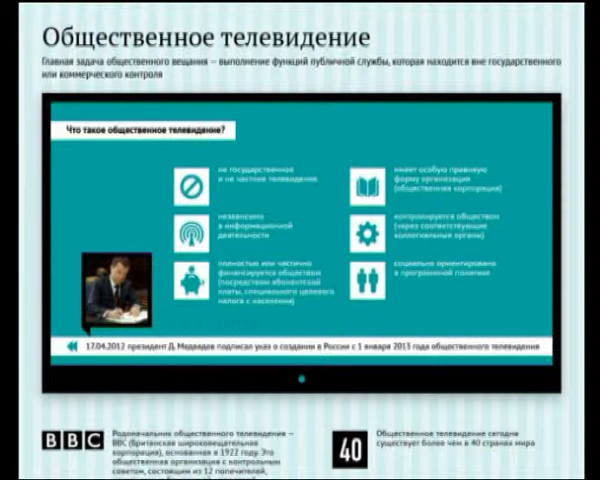 Общественное телевидение
Главная задача общественного вещания – выполнение функций публичной службы, которая находится вне государственного
или коммерческого контроля
Что такое общественное телевидение?
не государственное
и не частное телевидение
независимо
в информационной
деятельности
полностью или частично
финансируется обществом
(посредством абонентской
платы, специального целевого
налога с населения)
имеет особую правовую
форму организации
(общественная корпорация)
контролируется обществом
(через соответствующие
коллегиальные органы)
социально ориентировано
в программной политике
17.04.2012 президент Д. Медведев подписал указ о создании в России с 1 января 2013 года общественного телевидения
BBC
Родоначальник общественного телевидения –
BBC (Британская широковещательная
корпорация), основанная в 1922 году. Это
общественная организация с контрольным
советом, состоящим из 12 попечителей,
40
Общественное телевидение сегодня
существует более чем в 40 странах мира